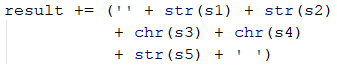 result += ('' + str(s1) + str(s2)
+ chr(s3) + chr(s4)
+ str(s5) + ' ')